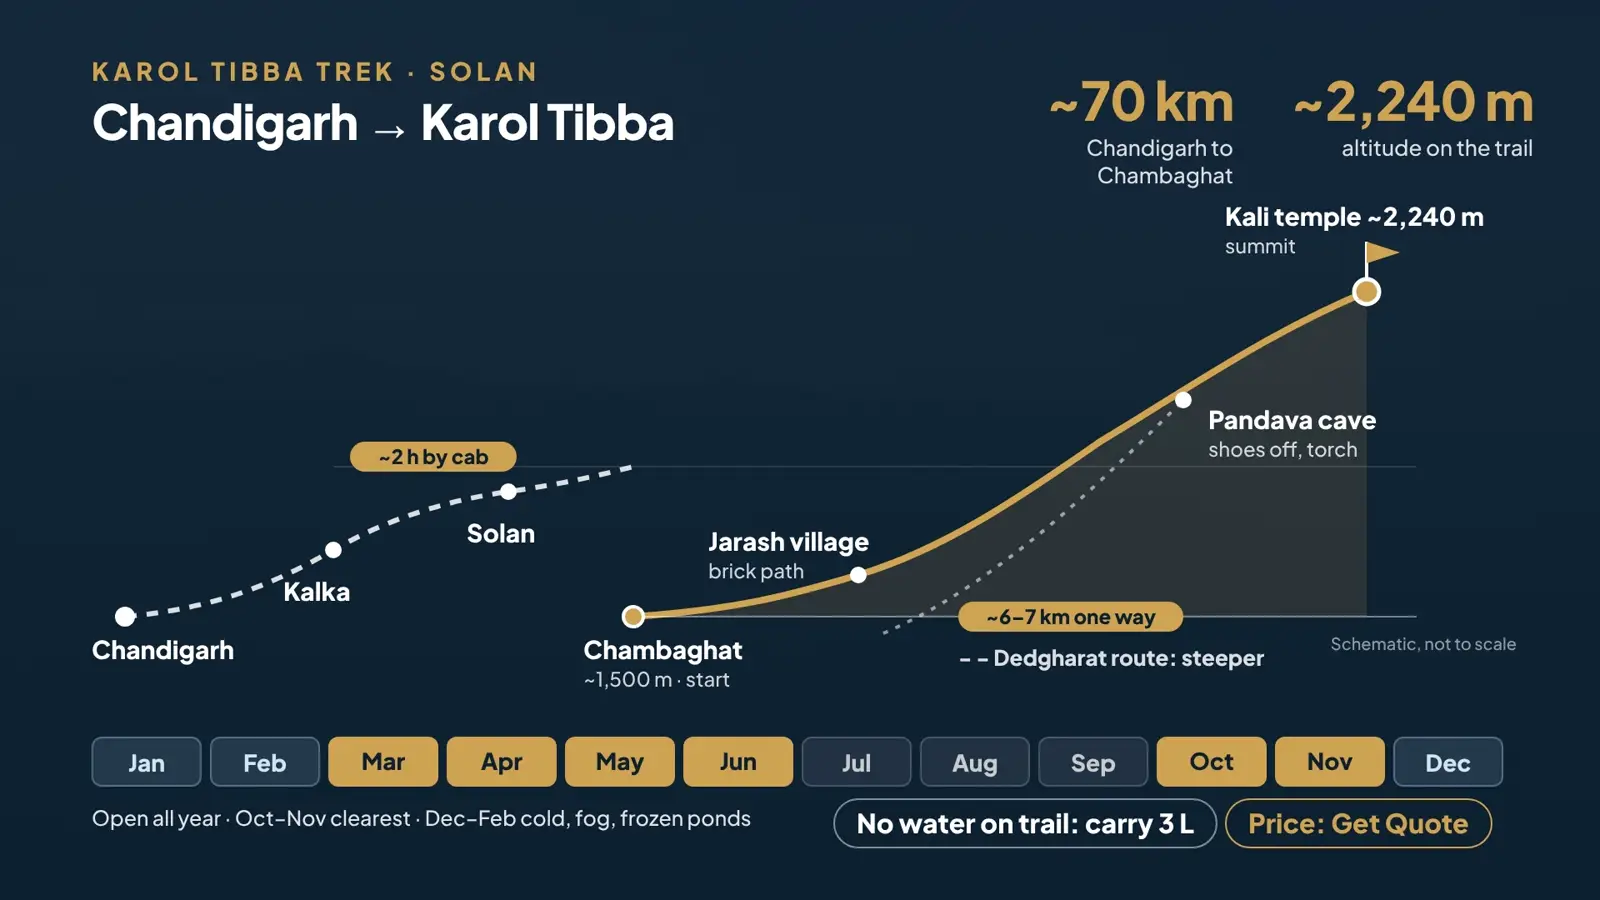 KAROL TIBBA TREK · SOLAN
Chandigarh → Karol Tibba
~70 km
Chandigarh to
Chambaghat
~2,240 m
altitude on the trail
Kali temple ~2,240 m
summit
Pandava cave
shoes off, torch
~2 h by cab
Solan
Kalka
Chandigarh
Jarash village
brick path
Chambaghat
~1,500 m · start
~6–7 km one way
- - Dedgharat route: steeper
Schematic, not to scale
Jan Feb Mar Apr May Jun Jul Aug Sep Oct Nov Dec
Open all year · Oct–Nov clearest · Dec–Feb cold, fog, frozen ponds
No water on trail: carry 3 L
Price: Get Quote